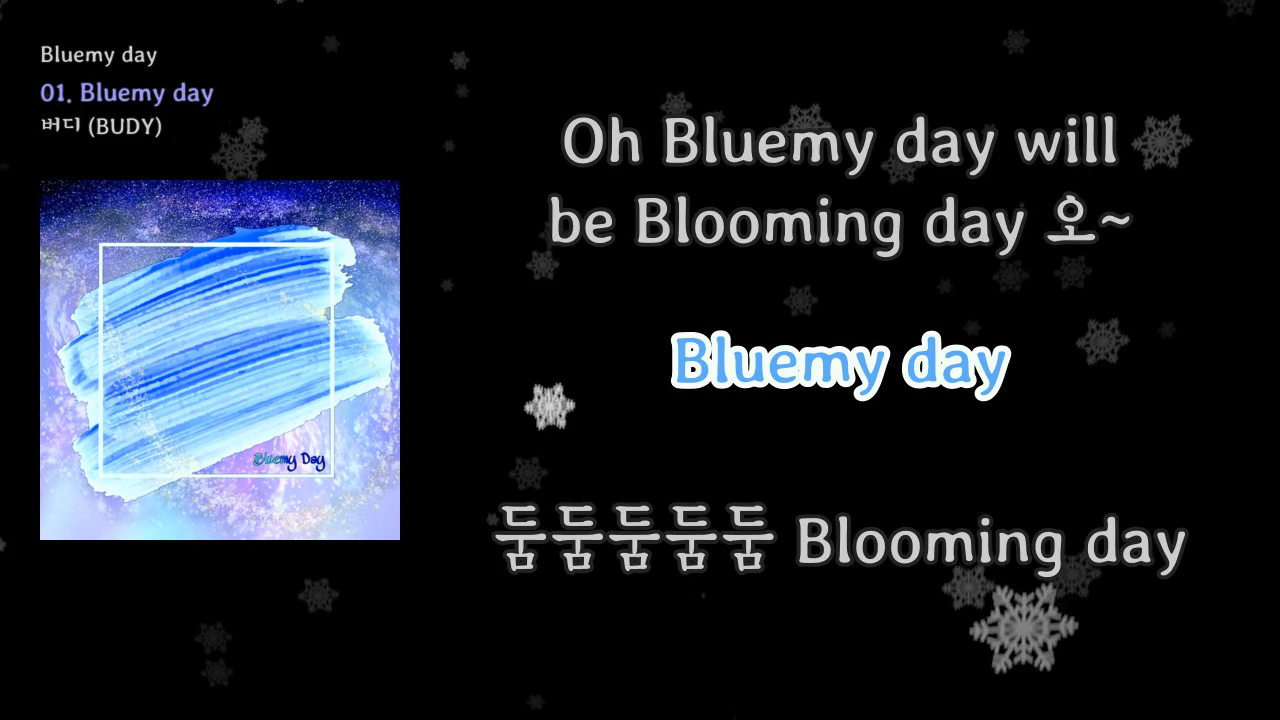 Bluemy day
01. Bluemy day
버디 (BUDY)
Bluemy Day
Oh Bluemy day will
be Blooming day 오~
Bluemy day
둠둠둠둠둠 Blooming day